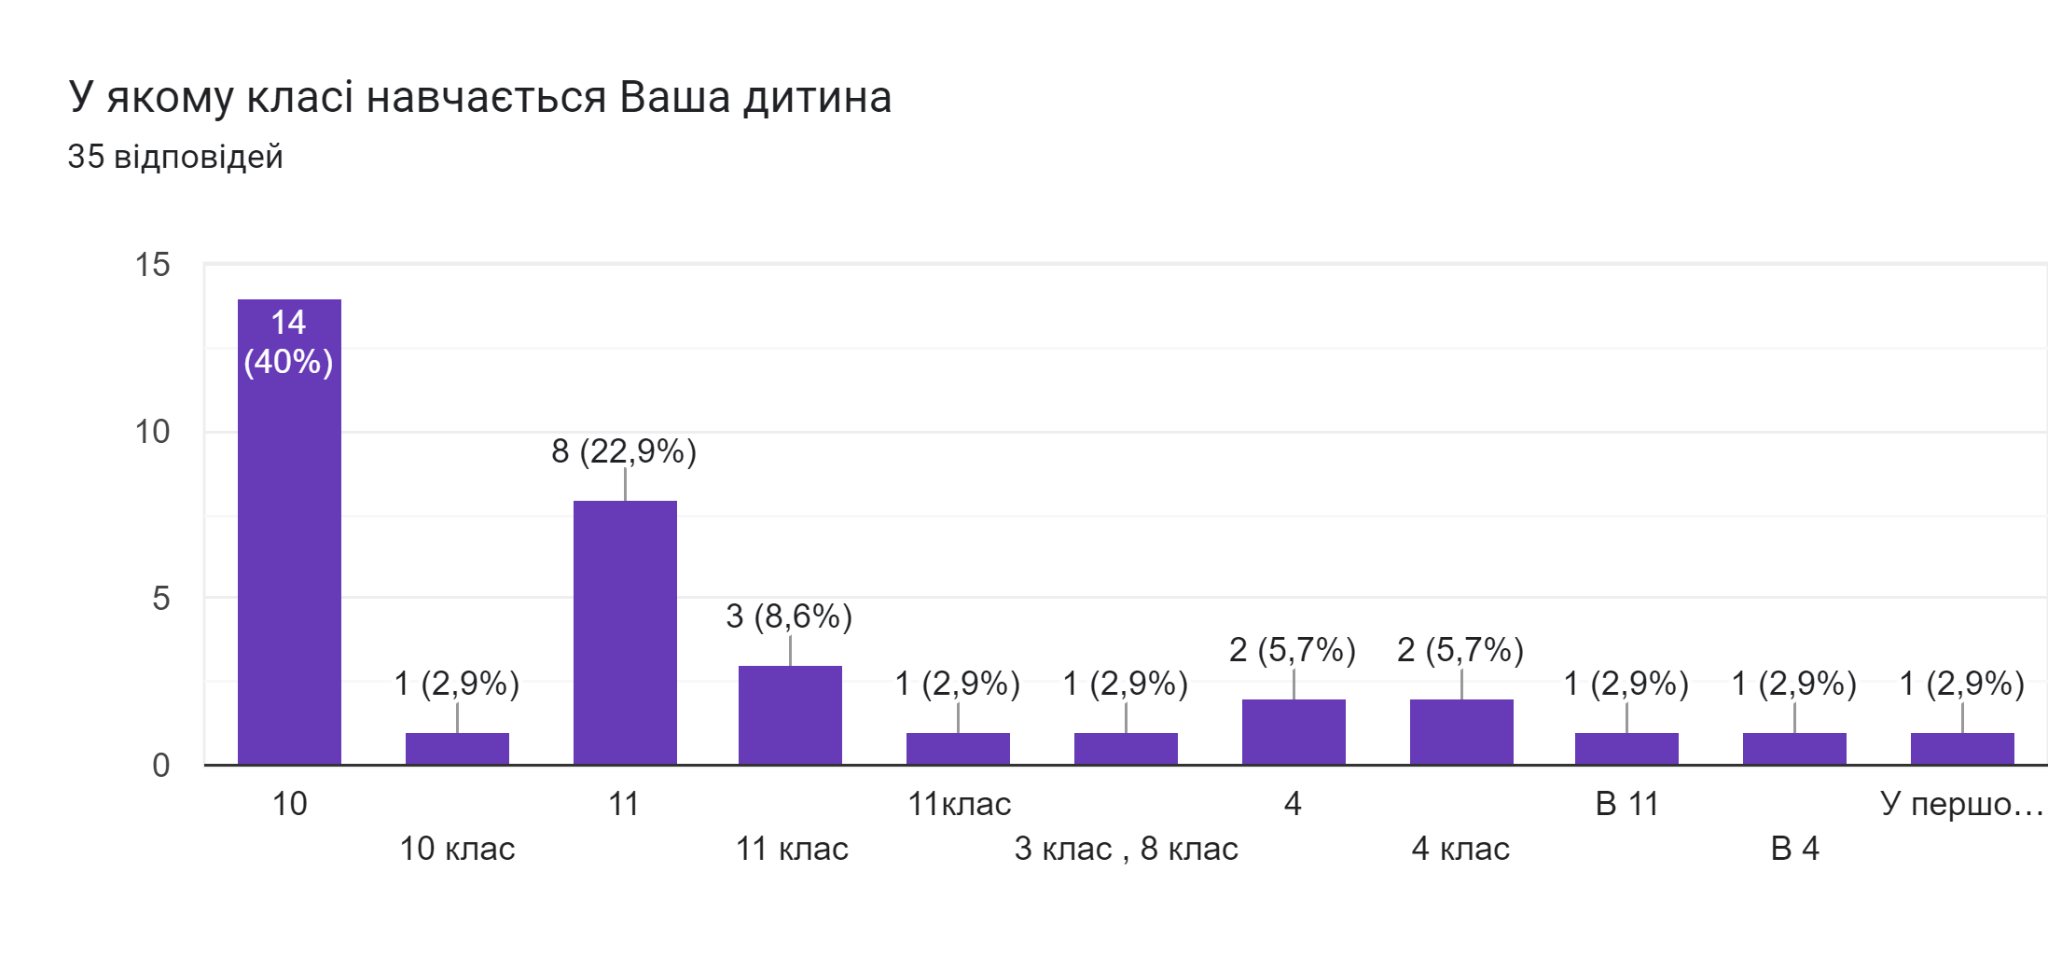 У якому класі навчається Ваша дитина
35 відповідей
15
10
5
0
14
(40%)
1 (2,9%)
8 (22,9%)
3 (8,6%)
1 (2,9%)
1 (2,9%)
2 (5,7%)
2 (5,7%)
1 (2,9%)
1 (2,9%)
1 (2,9%)
10
10 клас
11
11 клас
11клас
3 клас , 8 клас
4
4 клас
В 11
В 4
У першо…